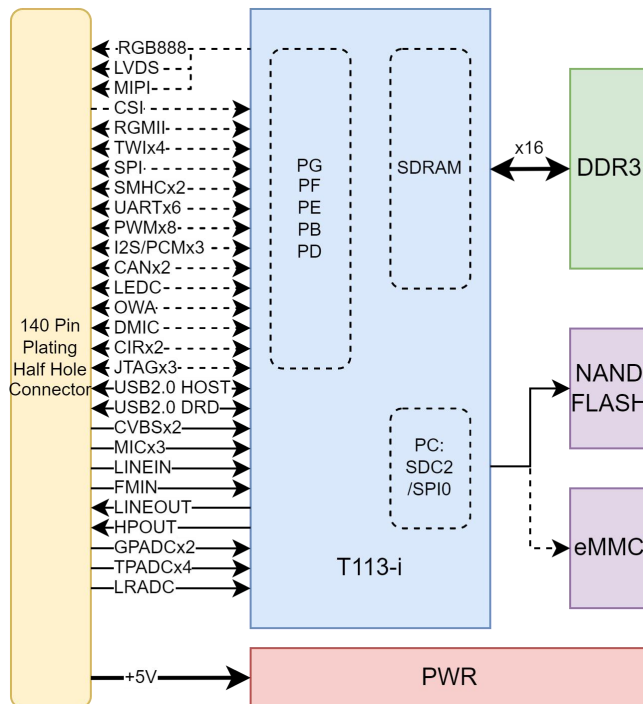 RGB888
LVDS
MIPI
CSI
RGMII
TWIx4
SPI
SMHCx2
UARTx6
PWMx8
I2S/PCMx3
CANx2
LEDC
OWA
DMIC
CIRx2
JTAGx3
USB2.0 HOST
USB2.0 DRD
CVBSx2
MICx3
LINEIN
FMIN
LINEOUT
HPOUT
GPADCx2
TPADCx4
LRADC
+5V
140 Pin
Plating
Half Hole
Connector
PG
PF
PE
PB
PD
SDRAM
PC:
SDC2
/SPI0
T113-i
x16
DDR3
NAND
FLASH
eMMC
PWR